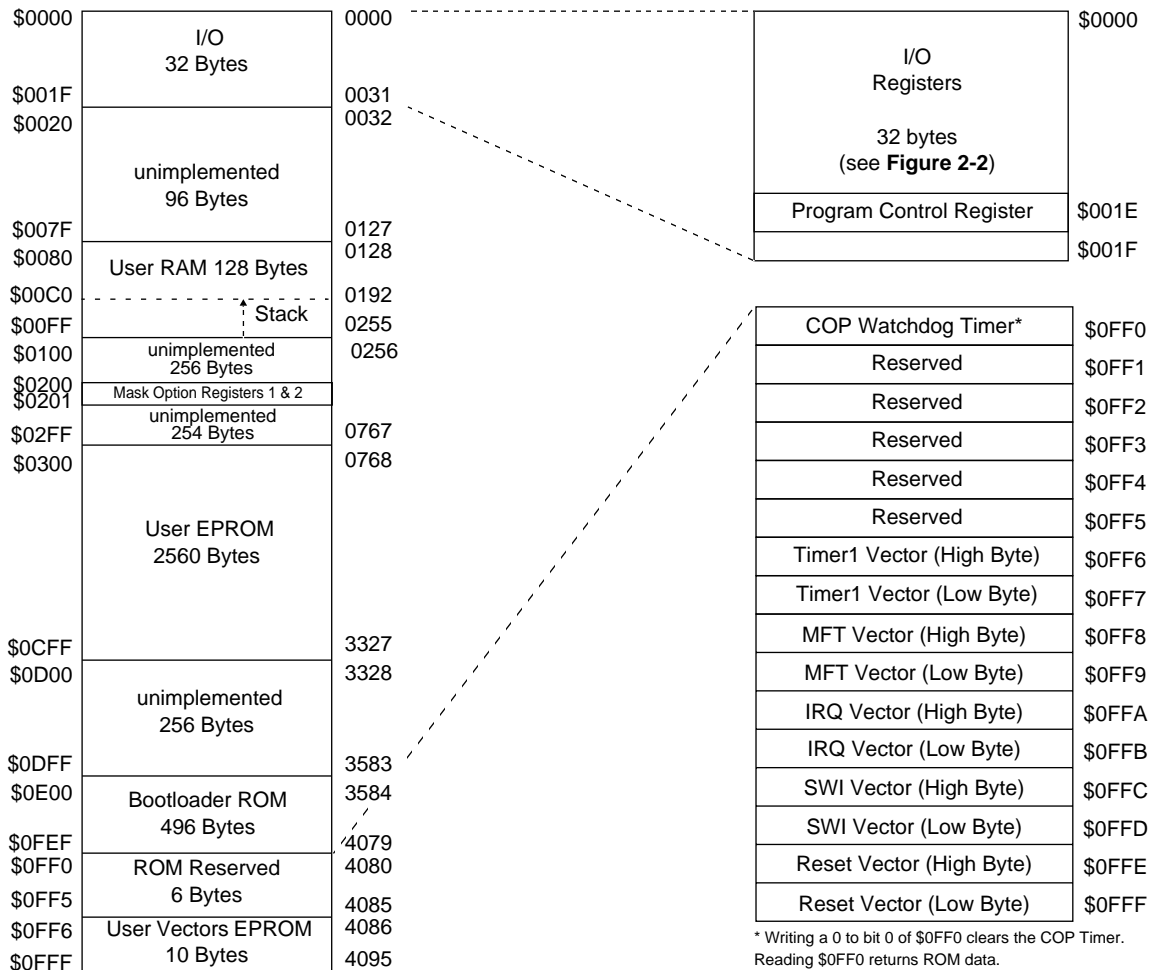 $0000
I/O
32 Bytes
0000
$001F
0031
$0020
0032
unimplemented
96 Bytes
$007F
0127
$0080
0128
User RAM 128 Bytes
$00C0
0192
Stack
$00FF
0255
$0100
unimplemented
256 Bytes
0256
$0200
$0201
Mask Option Registers 1 & 2
unimplemented
254 Bytes
$02FF
0767
$0300
0768
User EPROM
2560 Bytes
$0CFF
3327
$0D00
3328
unimplemented
256 Bytes
$0DFF
3583
$0E00
3584
Bootloader ROM
496 Bytes
$0FEF
4079
$0FF0
4080
ROM Reserved
6 Bytes
$0FF5
4085
$0FF6
4086
User Vectors EPROM
10 Bytes
$0FFF
4095
$0000
I/O
Registers
32 bytes
(see Figure 2-2)
Program Control Register $001E
$001F
COP Watchdog Timer* $0FF0
Reserved $0FF1
Reserved $0FF2
Reserved $0FF3
Reserved $0FF4
Reserved $0FF5
Timer1 Vector (High Byte) $0FF6
Timer1 Vector (Low Byte) $0FF7
MFT Vector (High Byte) $0FF8
MFT Vector (Low Byte) $0FF9
IRQ Vector (High Byte) $0FFA
IRQ Vector (Low Byte) $0FFB
SWI Vector (High Byte) $0FFC
SWI Vector (Low Byte) $0FFD
Reset Vector (High Byte) $0FFE
Reset Vector (Low Byte) $0FFF
* Writing a 0 to bit 0 of $0FF0 clears the COP Timer.
Reading $0FF0 returns ROM data.